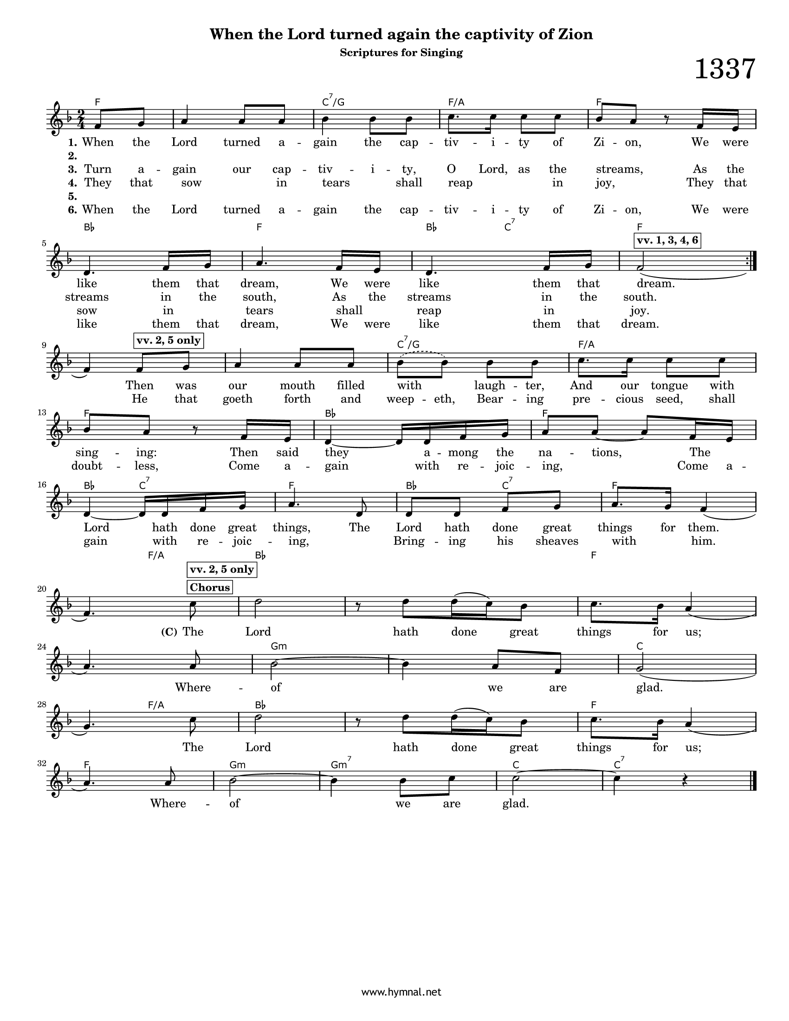 When the Lord turned again the captivity of Zion
Scriptures for Singing
1337
F C7/G F/A F
1. When the Lord turned a - gain the cap - tiv - i - ty of Zi - on, We were
2.
3. Turn a - gain our cap - tiv - i - ty, O Lord, as the streams, As the
4. They that sow in tears shall reap in joy, They that
5.
6. When the Lord turned a - gain the cap - tiv - i - ty of Zi - on, We were
B♭ F B♭ C7 F
vv. 1, 3, 4, 6
5
like them that dream, We were like them that dream.
streams in the south, As the streams in the south.
sow in tears shall reap in joy.
like them that dream, We were like them that dream.
vv. 2, 5 only
9 C7/G F/A
Then was our mouth filled with laugh - ter, And our tongue with
He that goeth forth and weep - eth, Bear - ing pre - cious seed, shall
13 F B♭ F
sing - ing: Then said they a - mong the na - tions, The
doubt - less, Come a - gain with re - joic - ing, Come a -
16 B♭ C7 F B♭ C7 F
Lord hath done great things, The Lord hath done great things for them.
gain with re - joic - ing, Bring - ing his sheaves with him.
F/A B♭ F
vv. 2, 5 only
Chorus
20
(C) The Lord hath done great things for us;
24 Gm C
Where - of we are glad.
28 F/A B♭ F
The Lord hath done great things for us;
32 F Gm Gm7 C C7
Where - of we are glad.
www.hymnal.net